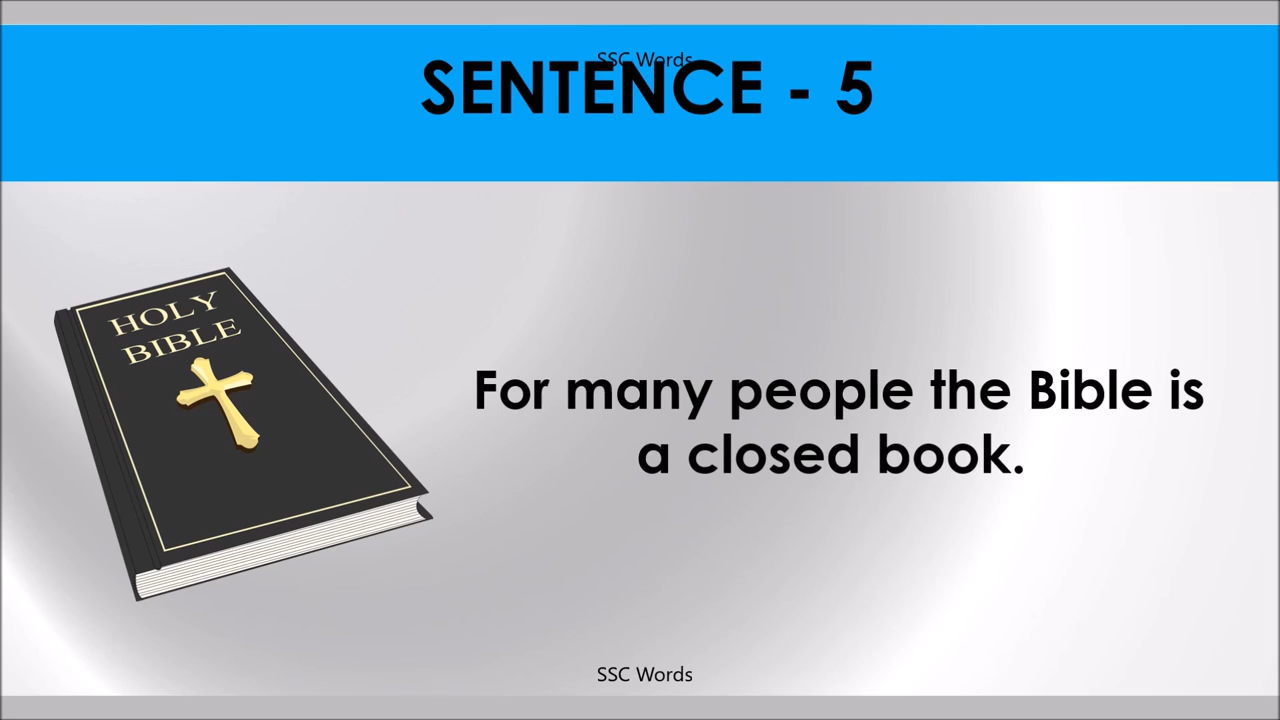 SSC Words
SENTENCE - 5
HOLY
BIBLE
For many people the Bible is
a closed book.
SSC Words